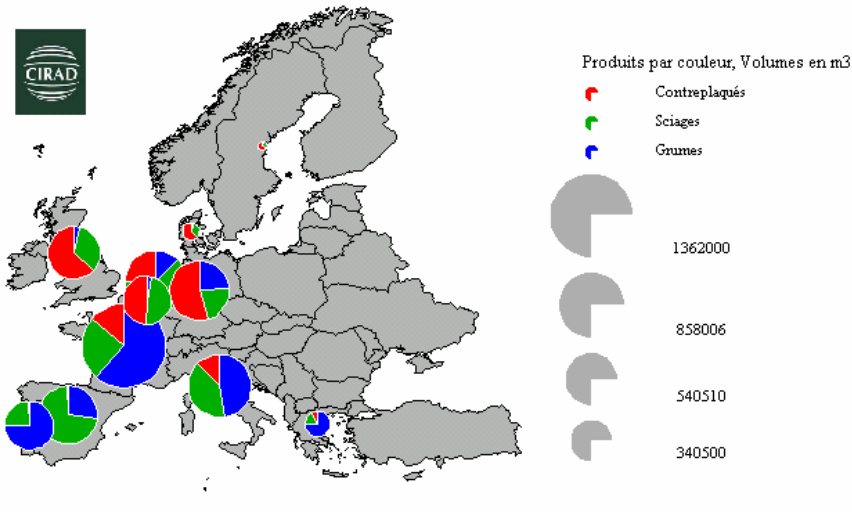 CIRAD
Produits par couleur, Volumes en m3
Contreplaqués
Sciages
Grumes
1362000
858006
540510
340500